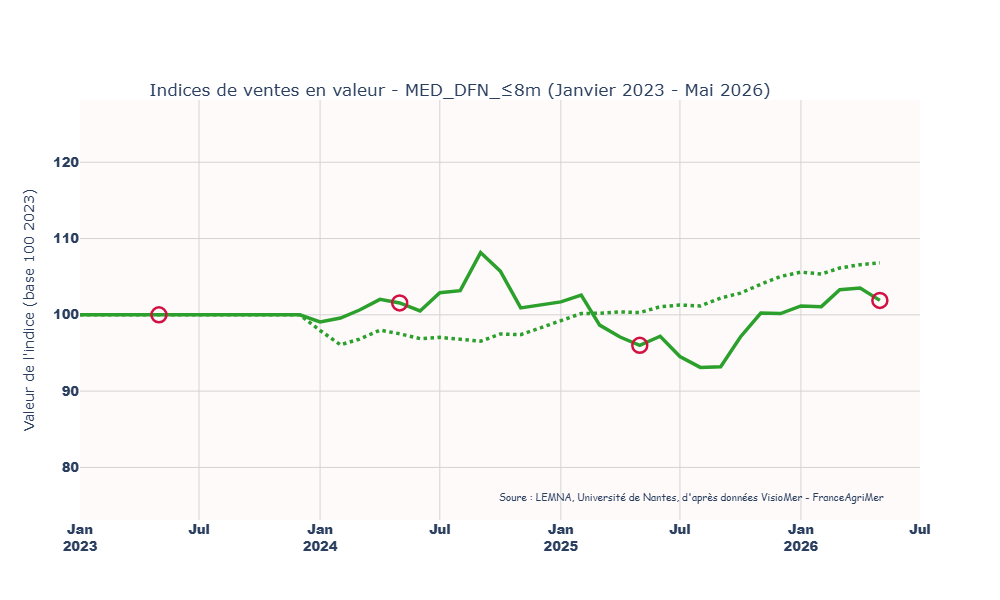 Indices de ventes en valeur - MED_DFN_≤8m (Janvier 2023 - Mai 2026)
Valeur de l'indice (base 100 2023)
120
110
100
90
80
Soure : LEMNA, Université de Nantes, d'après données VisioMer - FranceAgriMer
Jan Jul Jan Jul Jan Jul Jan Jul
2023 2024 2025 2026